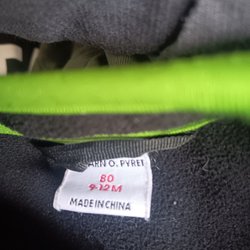 ARN O. PYRET
80
9-12M
MADE IN CHINA